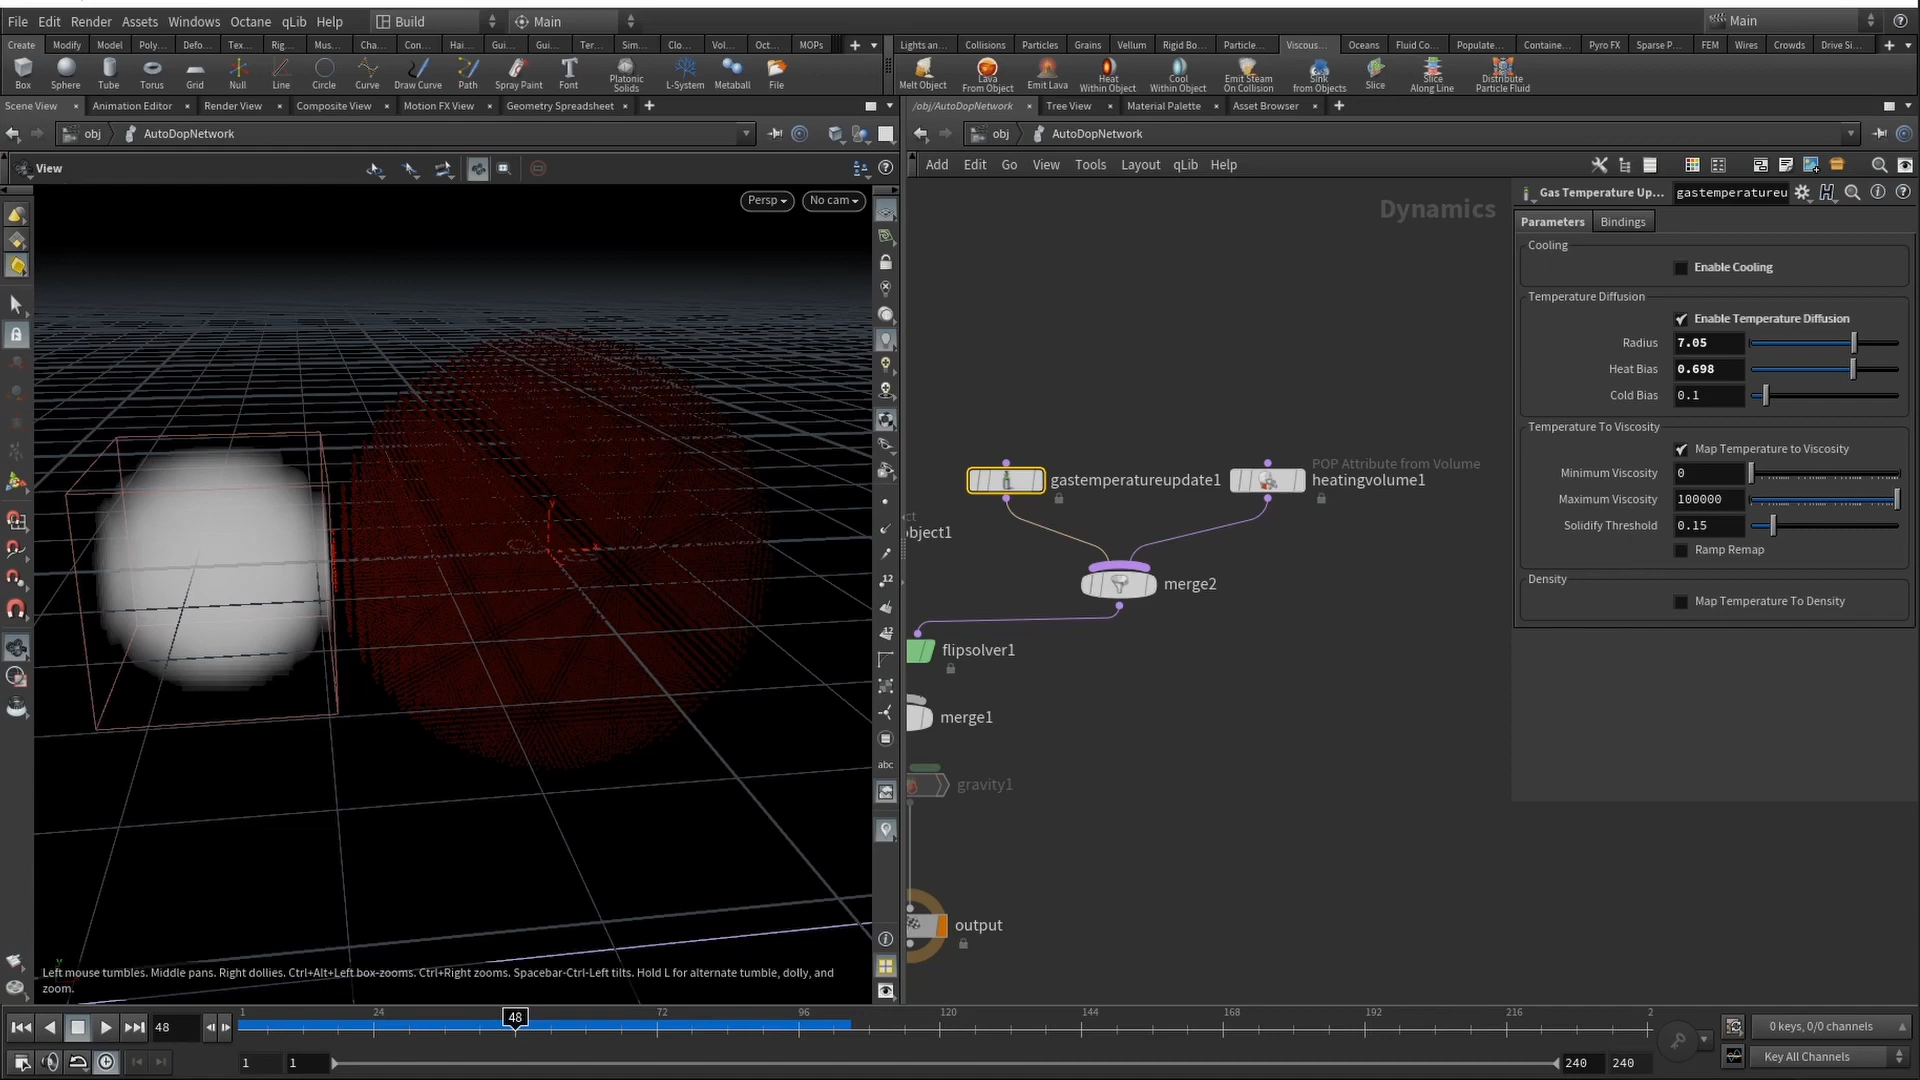 File Edit Render Assets Windows Octane qLib Help Build Main Main
Create Modify Model Poly... Defo... Tex... Rig... Mus... Cha... Con... Hai... Gui... Gui... Ter... Sim... Clo... Vol... Oct... MOPs
Lights an... Collisions Particles Grains Vellum Rigid Bo... Particle... Viscous... Oceans Fluid Co... Populate... Containe... Pyro FX Sparse P... FEM Wires Crowds Drive Si...
Box Sphere Tube Torus Grid Null Line Circle Curve Draw Curve Path Spray Paint Font Platonic Solids L-System Metaball File
Melt Object Lava From Object Emit Lava Heat Within Object Cool Within Object Emit Steam On Collision Sink from Objects Slice Slice Along Line Distribute Particle Fluid
Scene View Animation Editor Render View Composite View Motion FX View Geometry Spreadsheet
/obj/AutoDopNetwork Tree View Material Palette Asset Browser
obj AutoDopNetwork
obj AutoDopNetwork
View
Add Edit Go View Tools Layout qLib Help
Persp No cam
Dynamics
Gas Temperature Up... gastemperatureu
Parameters Bindings
Cooling
Enable Cooling
Temperature Diffusion
Enable Temperature Diffusion
Radius 7.05
Heat Bias 0.698
Cold Bias 0.1
Temperature To Viscosity
Map Temperature to Viscosity
Minimum Viscosity 0
Maximum Viscosity 100000
Solidify Threshold 0.15
Ramp Remap
Density
Map Temperature To Density
POP Attribute from Volume
gastemperatureupdate1
heatingvolume1
ct
object1
merge2
flipsolver1
merge1
gravity1
output
12
12
abc
Left mouse tumbles. Middle pans. Right dollies. Ctrl+Alt+Left box-zooms. Ctrl+Right zooms. Spacebar-Ctrl-Left tilts. Hold L for alternate tumble, dolly, and
zoom.
1 24 48 72 96 120 144 168 192 216 2
48
0 keys, 0/0 channels
1 1 240 240
Key All Channels